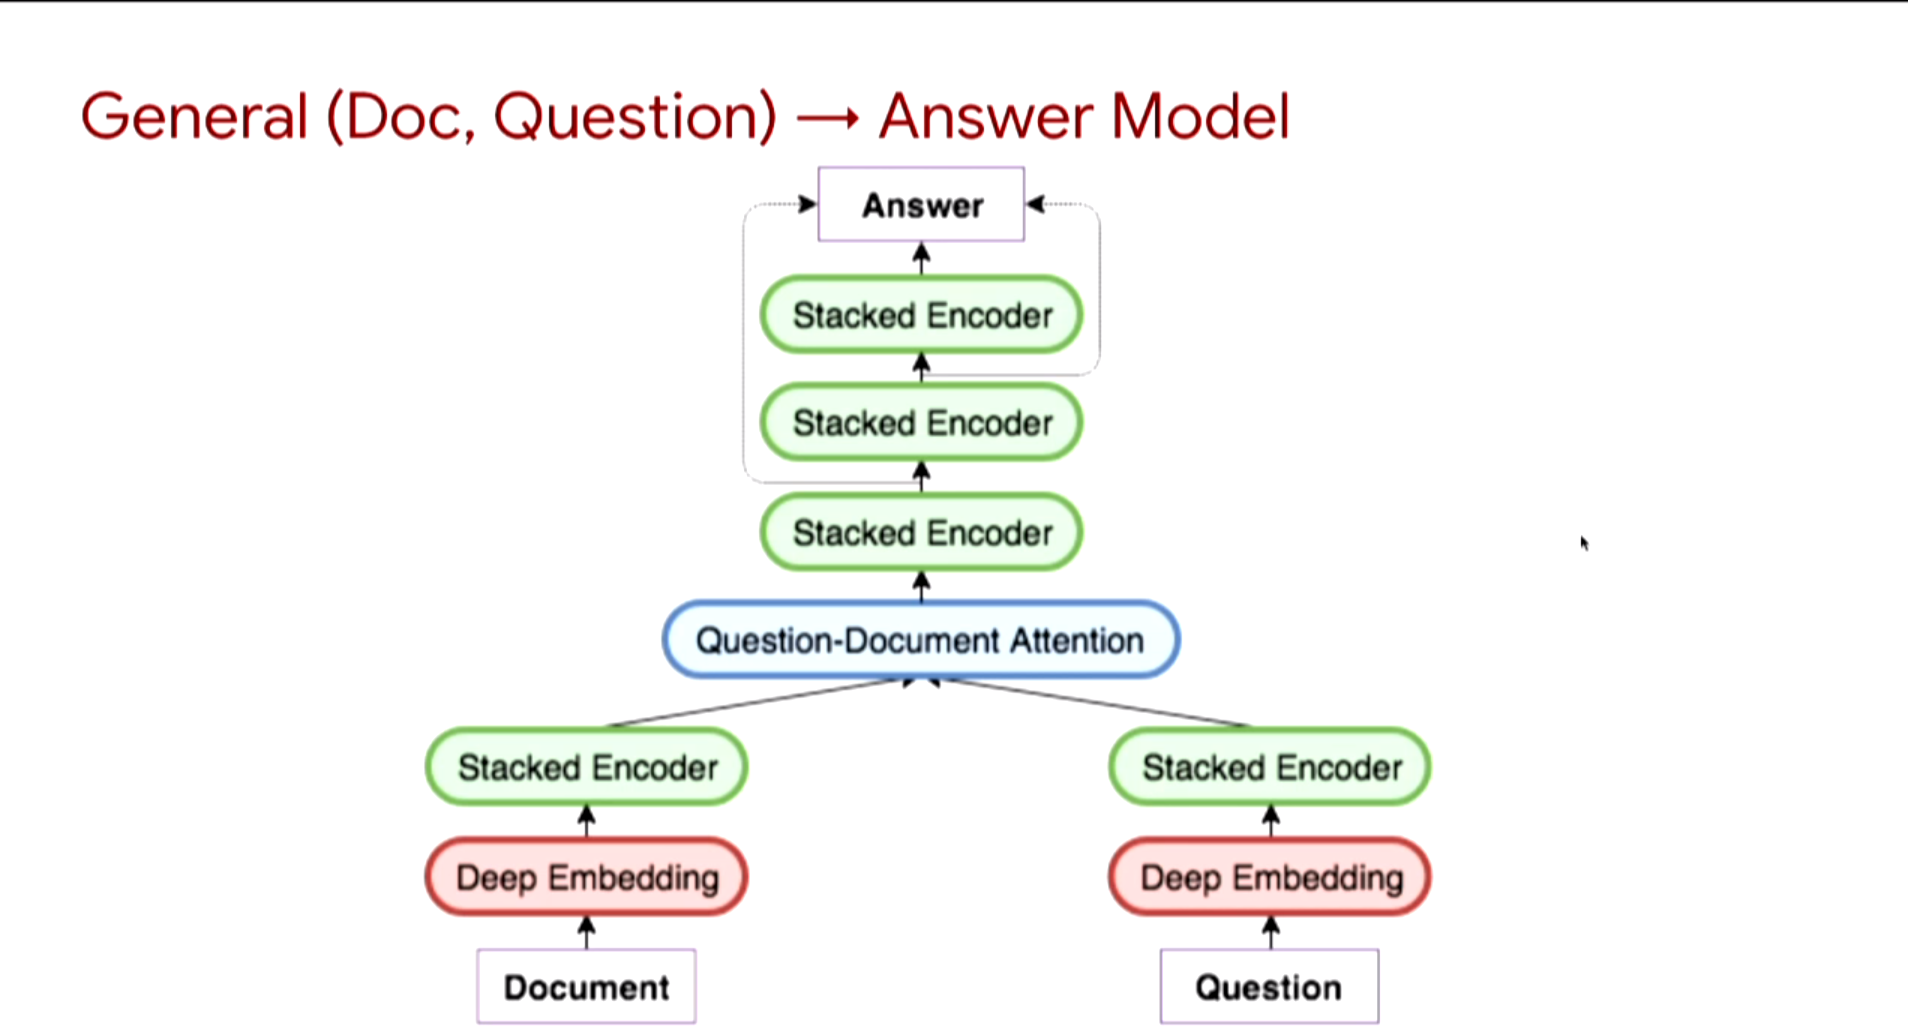 General (Doc, Question) → Answer Model
Answer
Stacked Encoder
Stacked Encoder
Stacked Encoder
Question-Document Attention
Stacked Encoder
Stacked Encoder
Deep Embedding
Deep Embedding
Document
Question